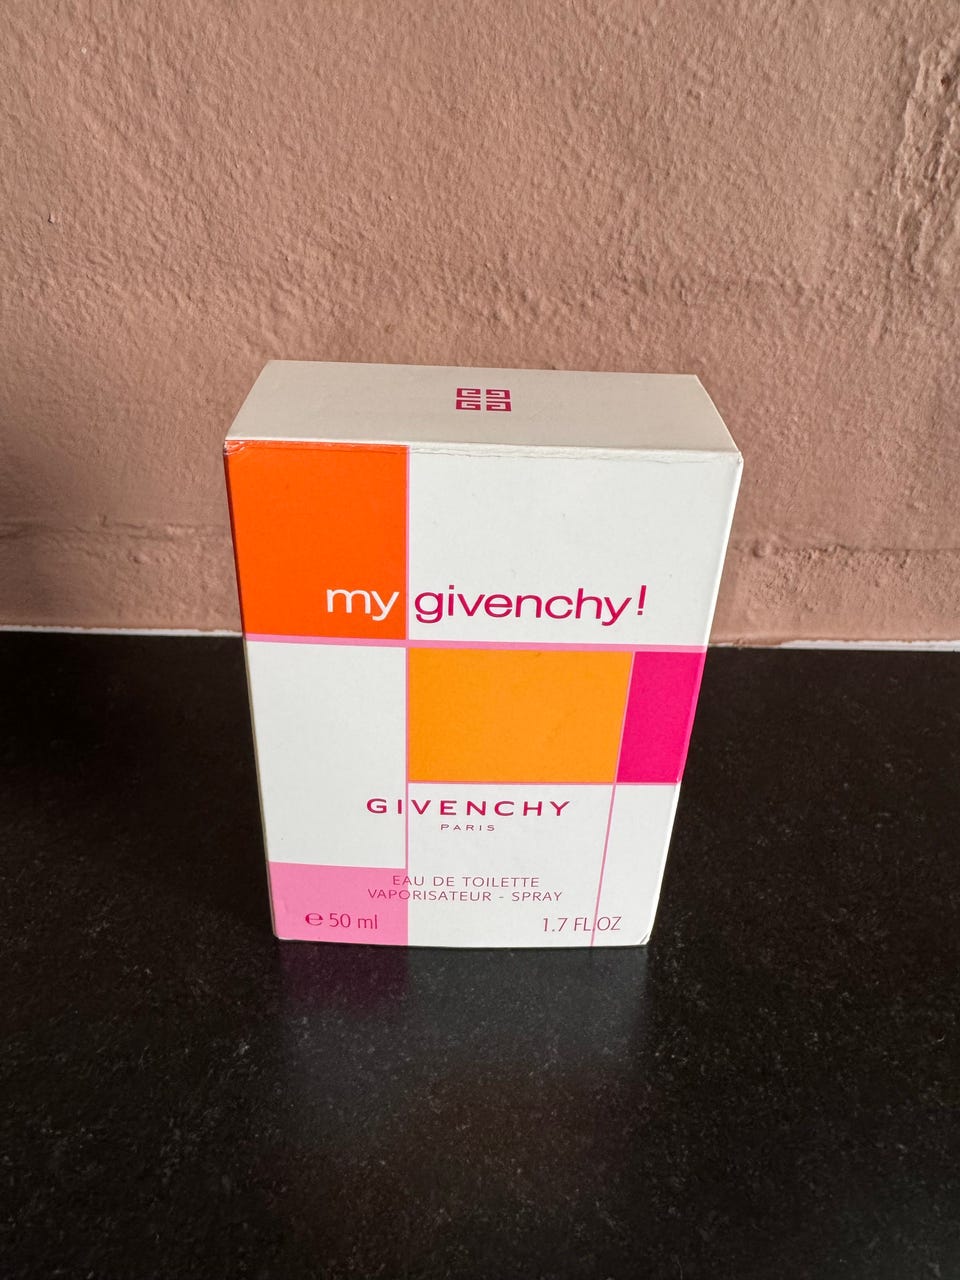 my givenchy!
GIVENCHY
PARIS
EAU DE TOILETTE
VAPORISATEUR - SPRAY
℮ 50 ml 1.7 FL.OZ